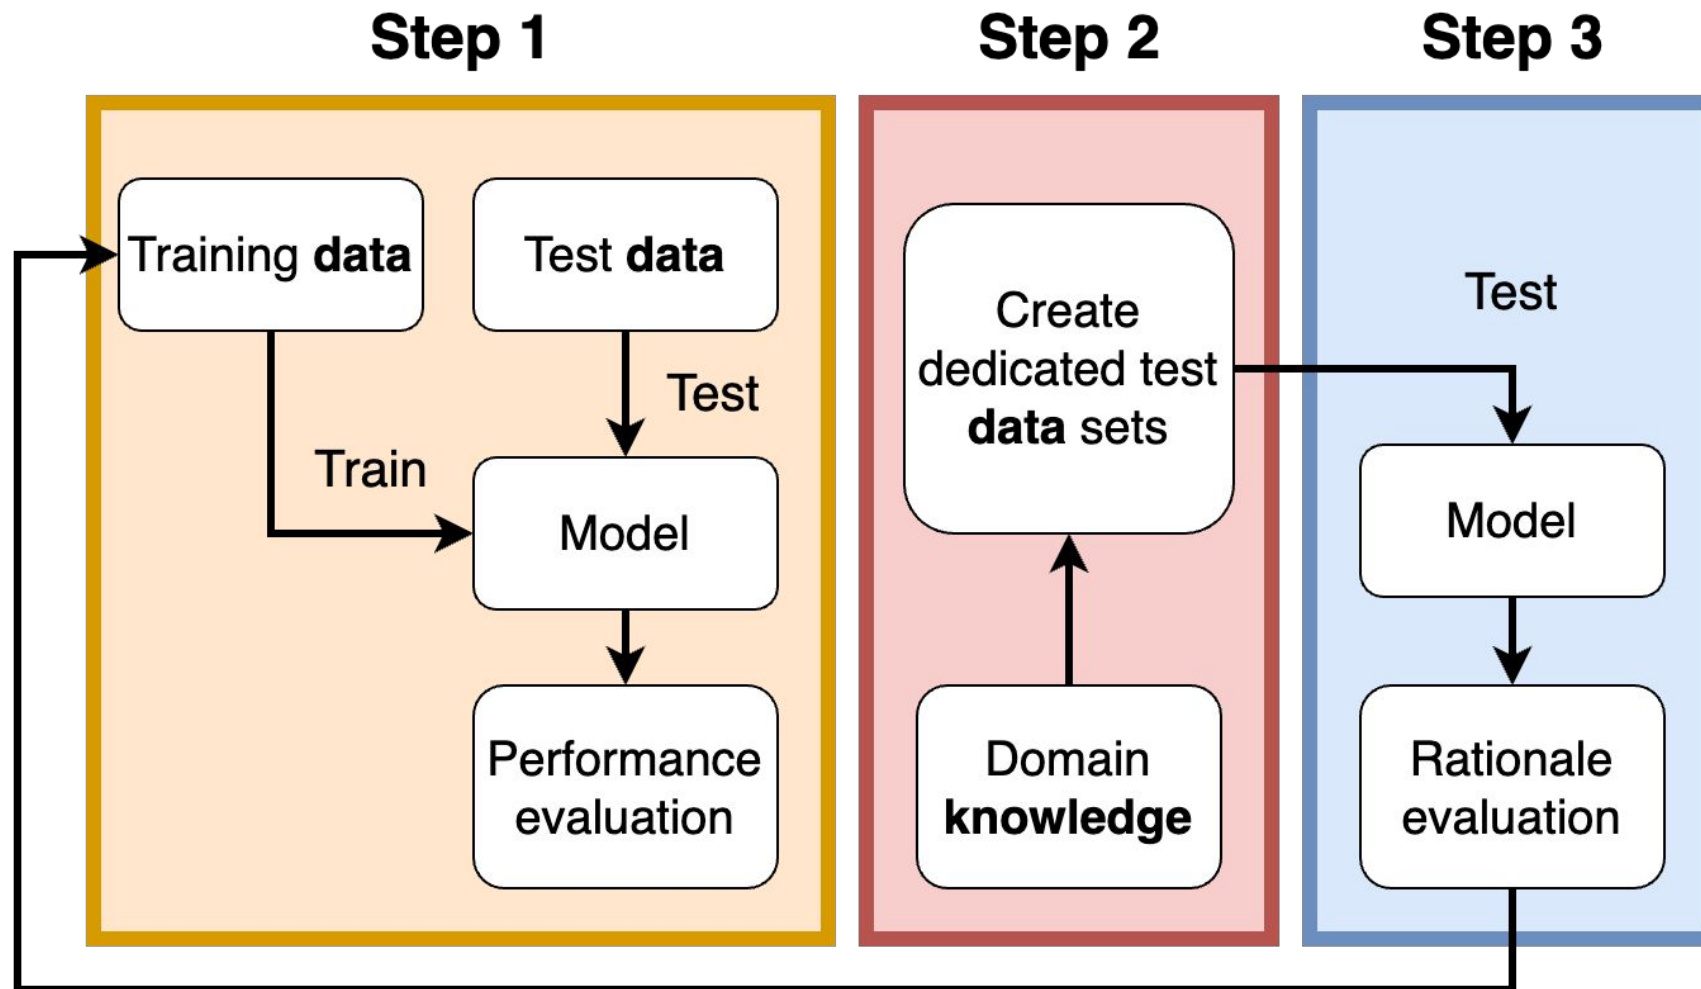 Step 1
Step 2
Step 3
Training data
Test data
Test
Train
Model
Performance
evaluation
Create
dedicated test
data sets
Domain
knowledge
Test
Model
Rationale
evaluation